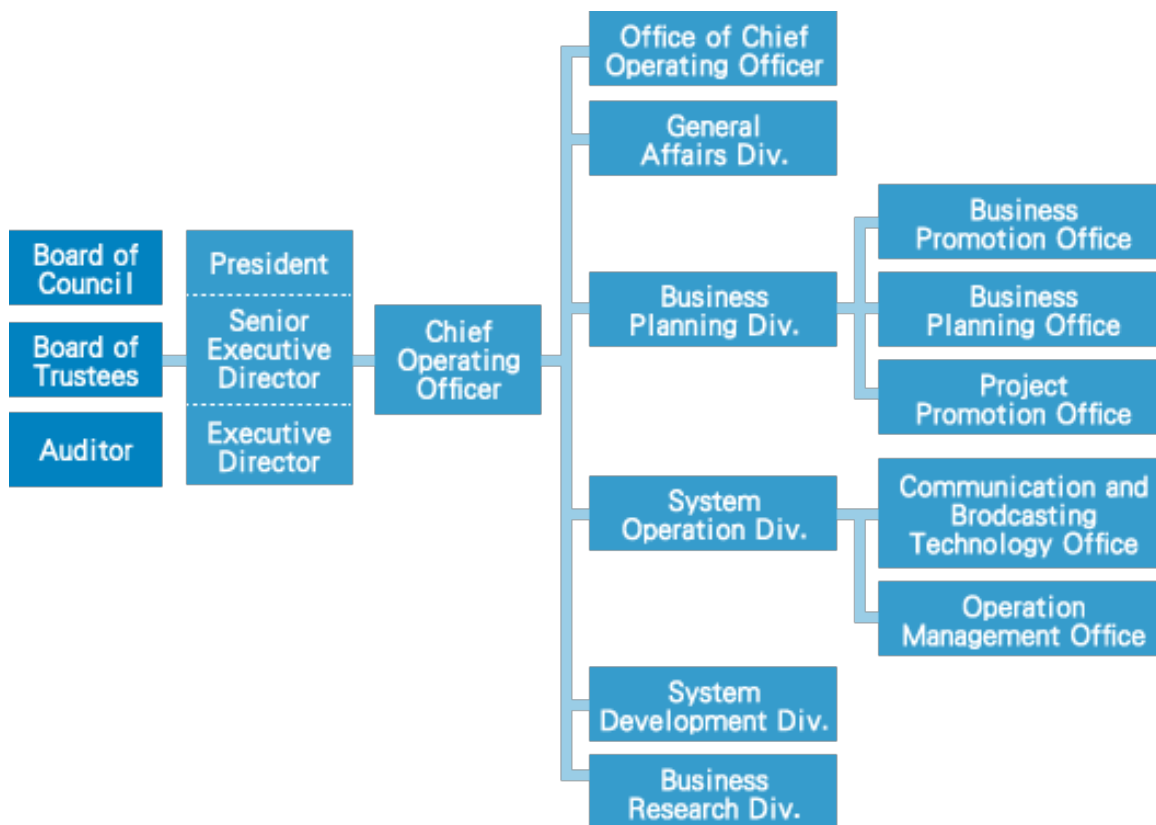 Board of
Council
Board of
Trustees
Auditor
President
Senior
Executive
Director
Executive
Director
Chief
Operating
Officer
Office of Chief
Operating Officer
General
Affairs Div.
Business
Planning Div.
Business
Promotion Office
Business
Planning Office
Project
Promotion Office
System
Operation Div.
Communication and
Brodcasting
Technology Office
Operation
Management Office
System
Development Div.
Business
Research Div.